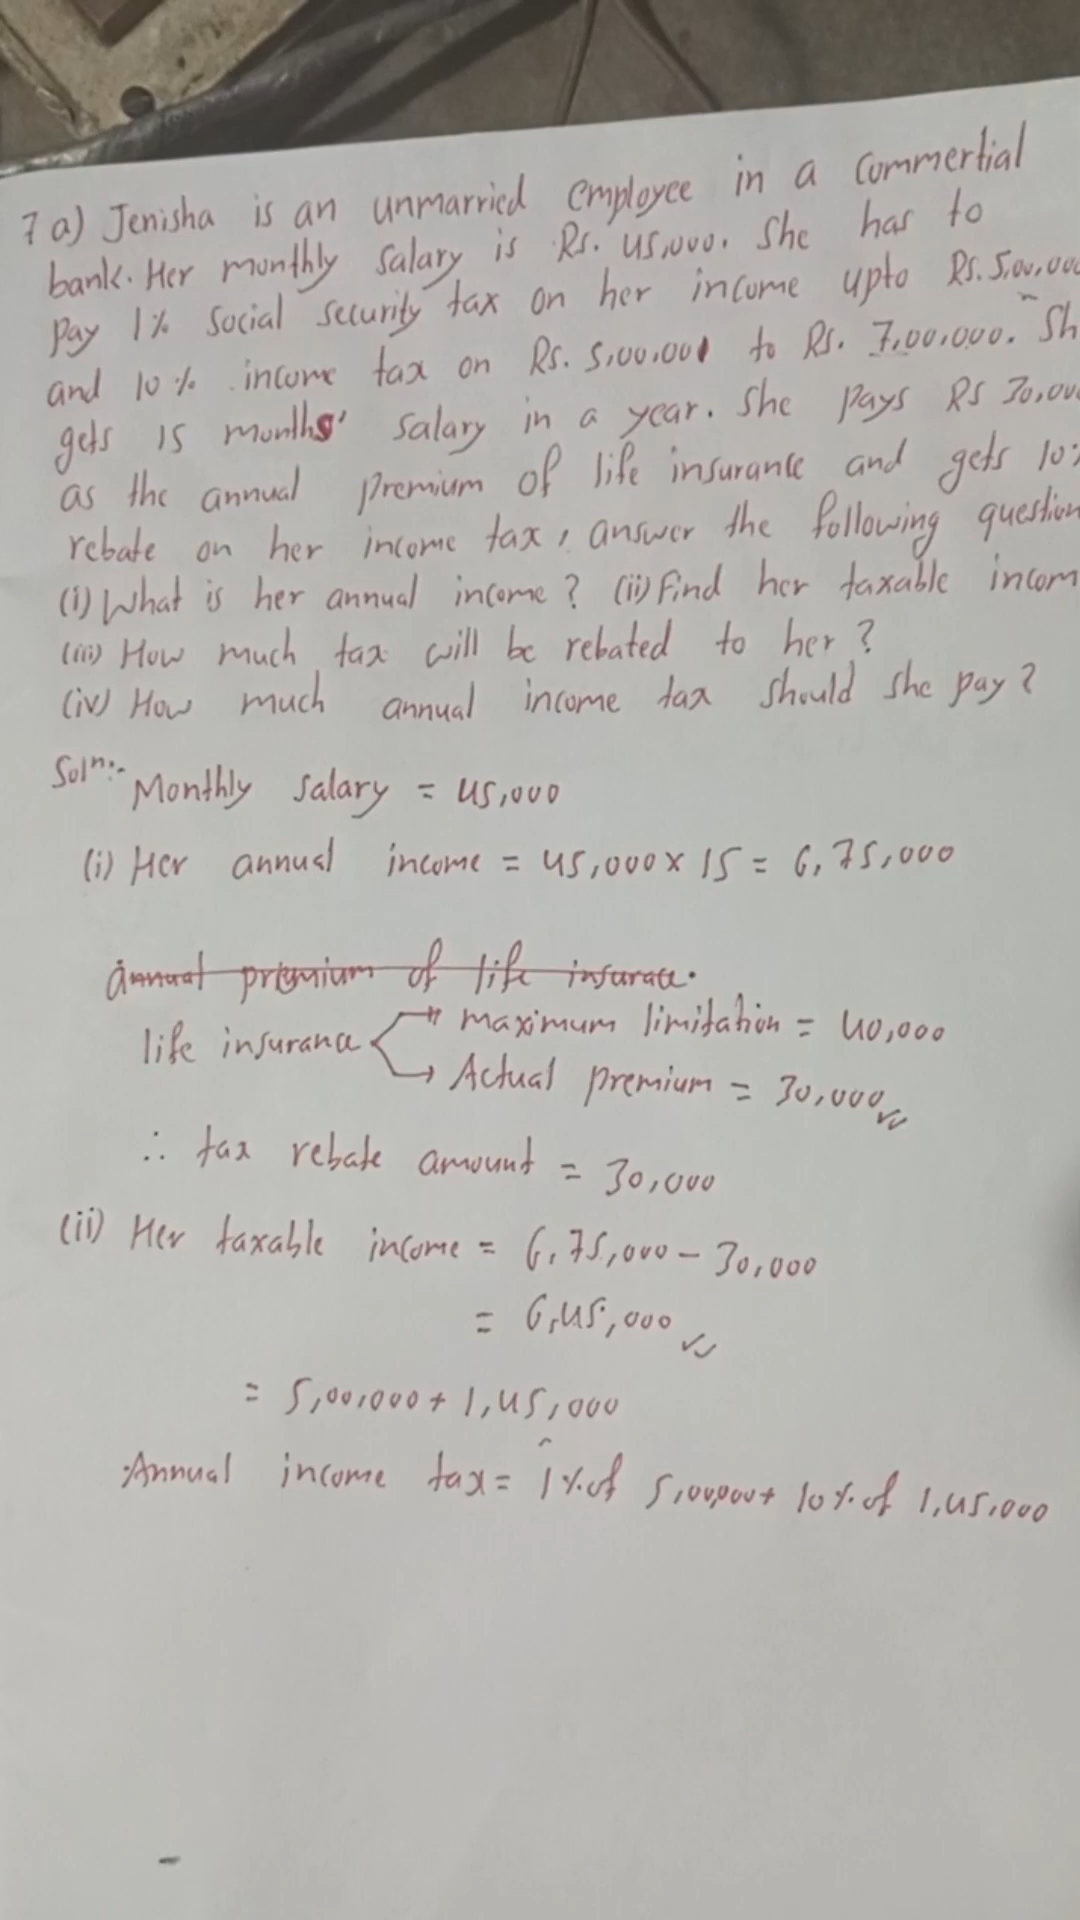 7 a) Jenisha is an unmarried employee in a commertial
bank. Her monthly salary is Rs. 45,000. She has to
pay 1% social security tax on her income upto Rs. 5,00,000
and 10% income tax on Rs. 5,00,001 to Rs. 7,00,000. Sh
gets 15 months' salary in a year. She pays Rs 30,000
as the annual premium of life insurance and gets 10%
rebate on her income tax, answer the following question
(i) What is her annual income? (ii) Find her taxable incom
(iii) How much tax will be rebated to her?
(iv) How much annual income tax should she pay?
Solⁿ:- Monthly salary = 45,000
(i) Her annual income = 45,000 x 15 = 6,75,000
annual premium of life insurace.
life insurance → maximum limitation = 40,000
→ Actual premium = 30,000
∴ tax rebate amount = 30,000
(ii) Her taxable income = 6,75,000 - 30,000
= 6,45,000
= 5,00,000 + 1,45,000
Annual income tax = 1% of 5,00,000 + 10% of 1,45,000